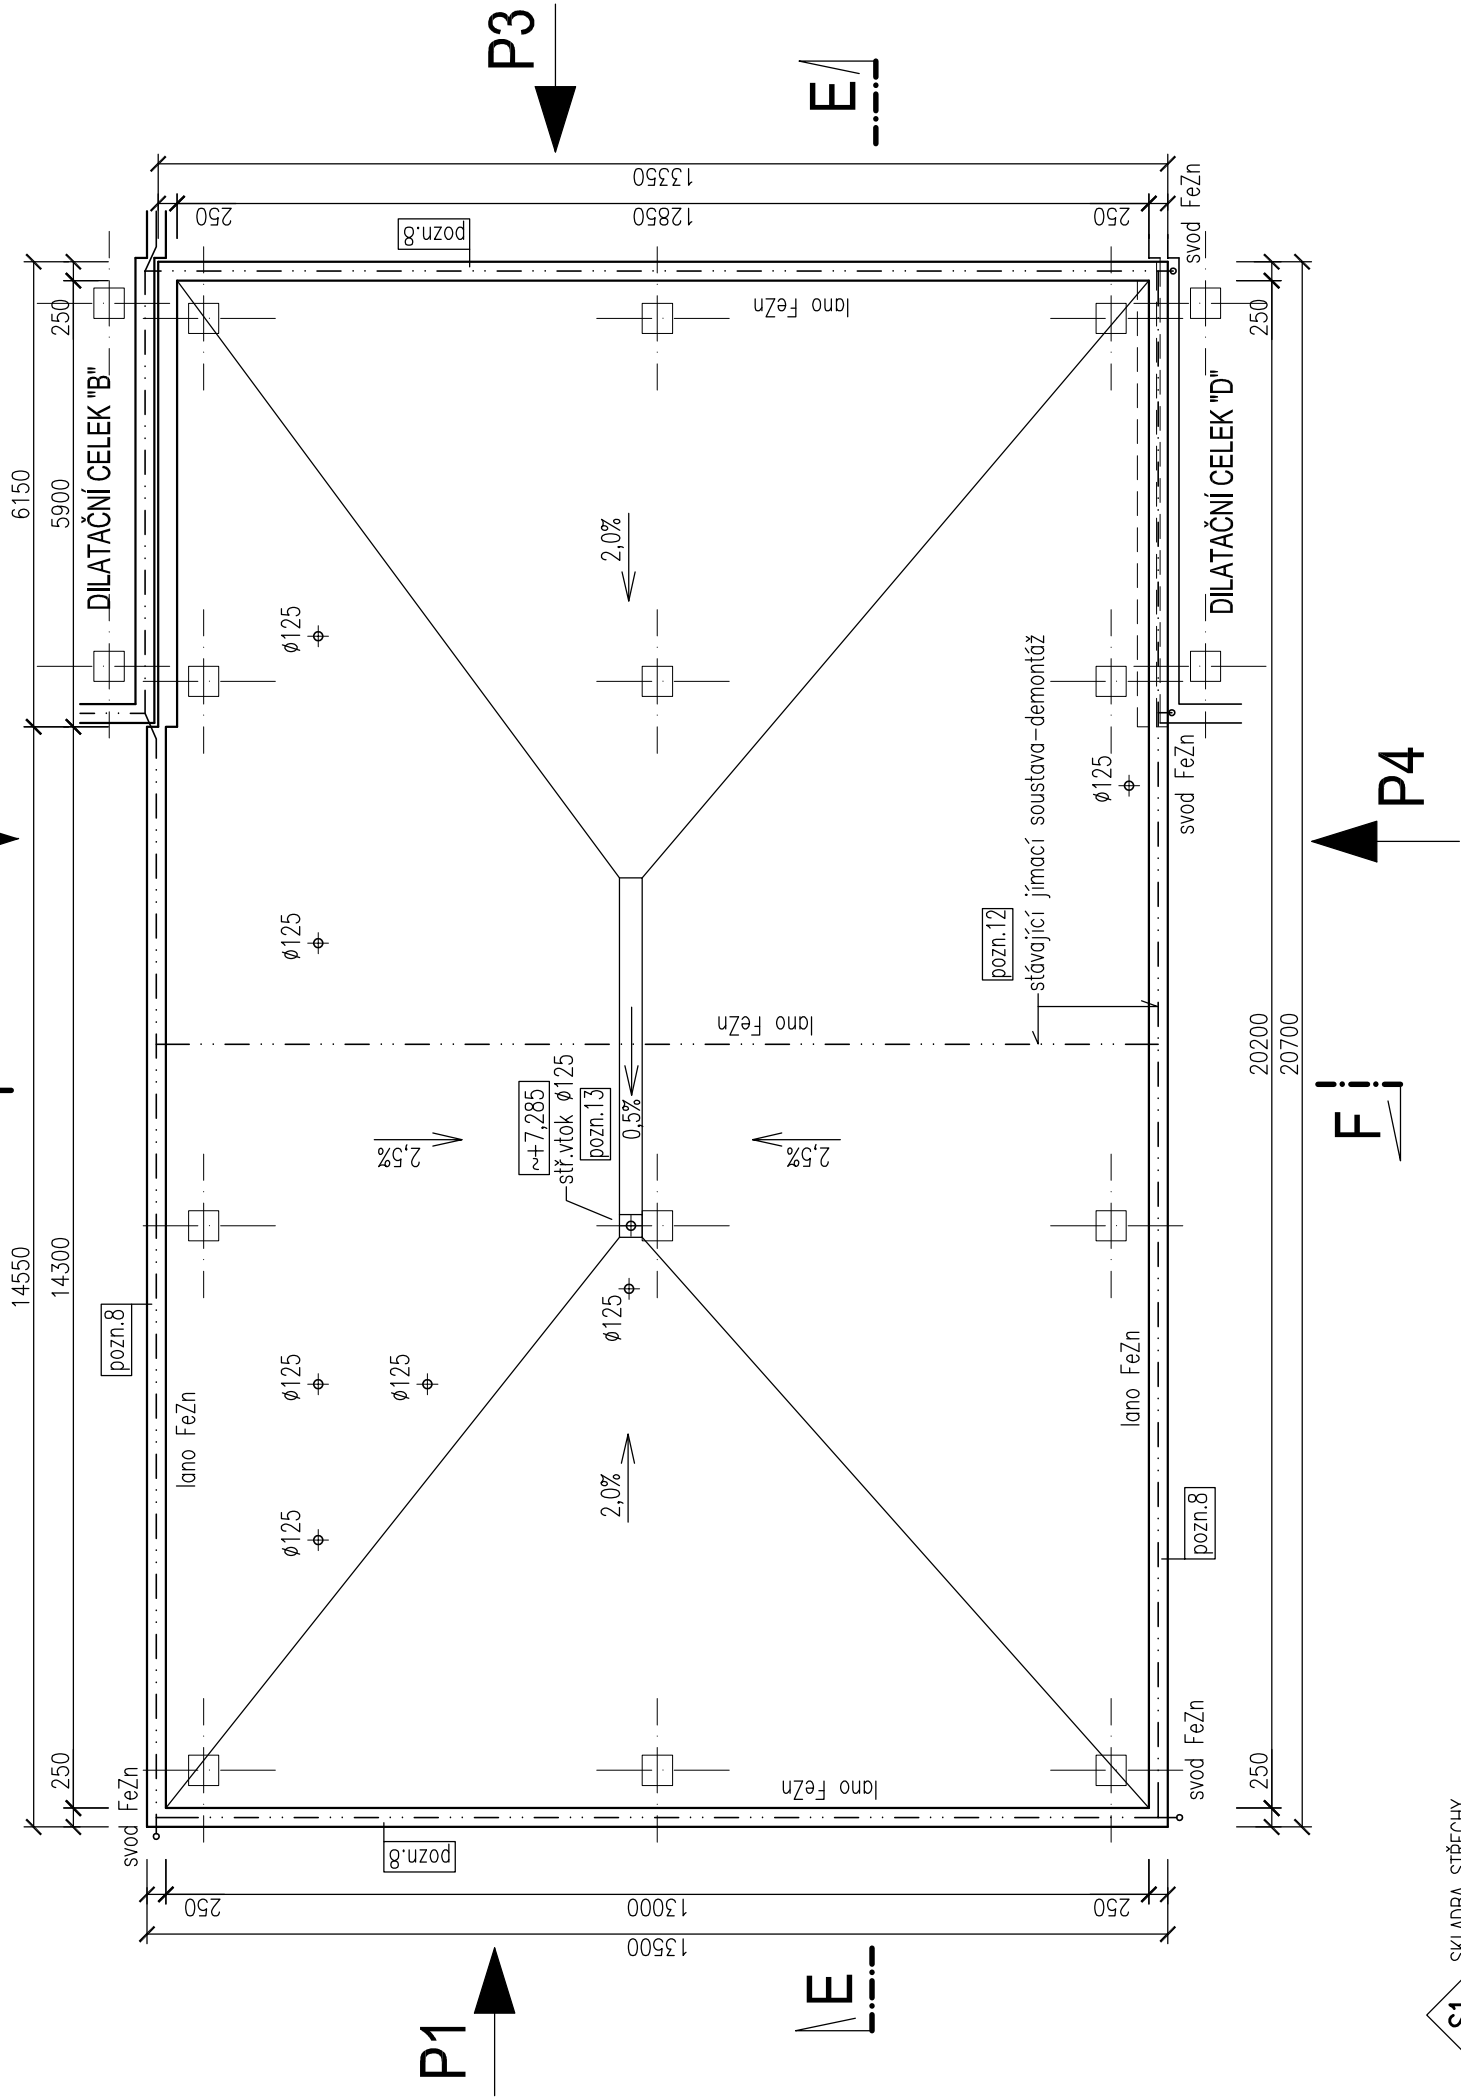 P3
E
13350
250
12850
250
pozn.8
svod FeZn
6150
250
5900
DILATAČNÍ CELEK "B"
lano FeZn
250
DILATAČNÍ CELEK "D"
2,0%
ø125
stávající jímací soustava-demontáž
pozn.12
ø125
svod FeZn
P4
ø125
lano FeZn
20200
20700
~+7,285
stř.vtok ø125
pozn.13
0,5%
2,5%
2,5%
F
14550
14300
pozn.8
lano FeZn
ø125
ø125
ø125
lano FeZn
ø125
2,0%
pozn.8
250
svod FeZn
lano FeZn
svod FeZn
250
pozn.8
250
13000
250
13500
P1
E
S1
SKLADBA STŘECHY